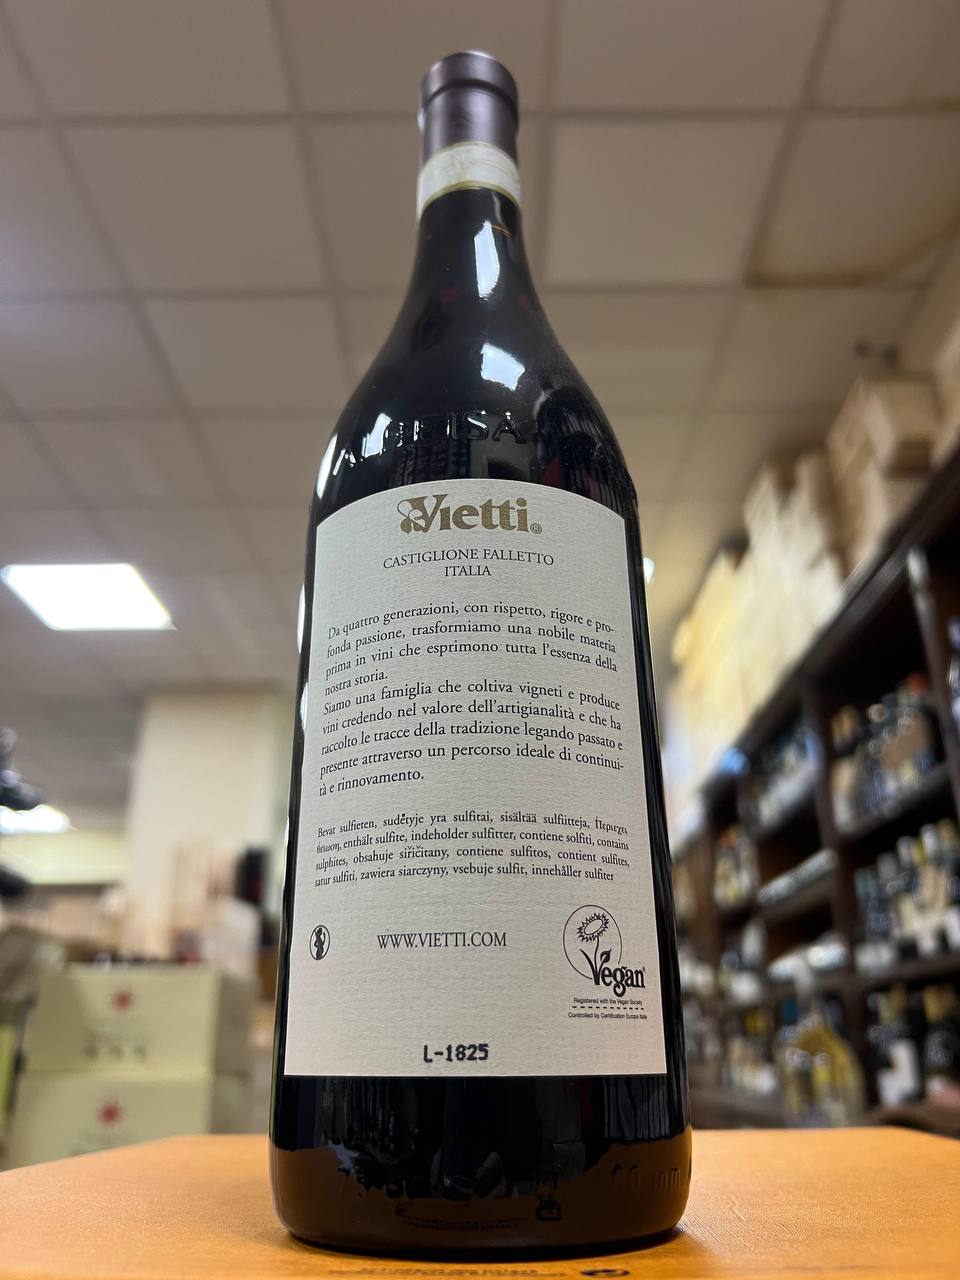 ALBEISA
Vietti®
CASTIGLIONE FALLETTO
ITALIA
Da quattro generazioni, con rispetto, rigore e pro-
fonda passione, trasformiamo una nobile materia
prima in vini che esprimono tutta l'essenza della
nostra storia.
Siamo una famiglia che coltiva vigneti e produce
vini credendo nel valore dell'artigianalità e che ha
raccolto le tracce della tradizione legando passato e
presente attraverso un percorso ideale di continui-
tà e rinnovamento.
Bevat sulfieten, sudėtyje yra sulfitai, sisältää sulfiitteja, Περιεχει
θειωση, enthält sulfite, indeholder sulfitter, contiene solfiti, contains
sulphites, obsahuje siřičitany, contiene sulfitos, contient sulfites,
satur sulfiti, zawiera siarczyny, vsebuje sulfit, innehåller sulfiter
WWW.VIETTI.COM
Vegan
Registered with the Vegan Society
Controlled by Certification Europe Italia
L-1825